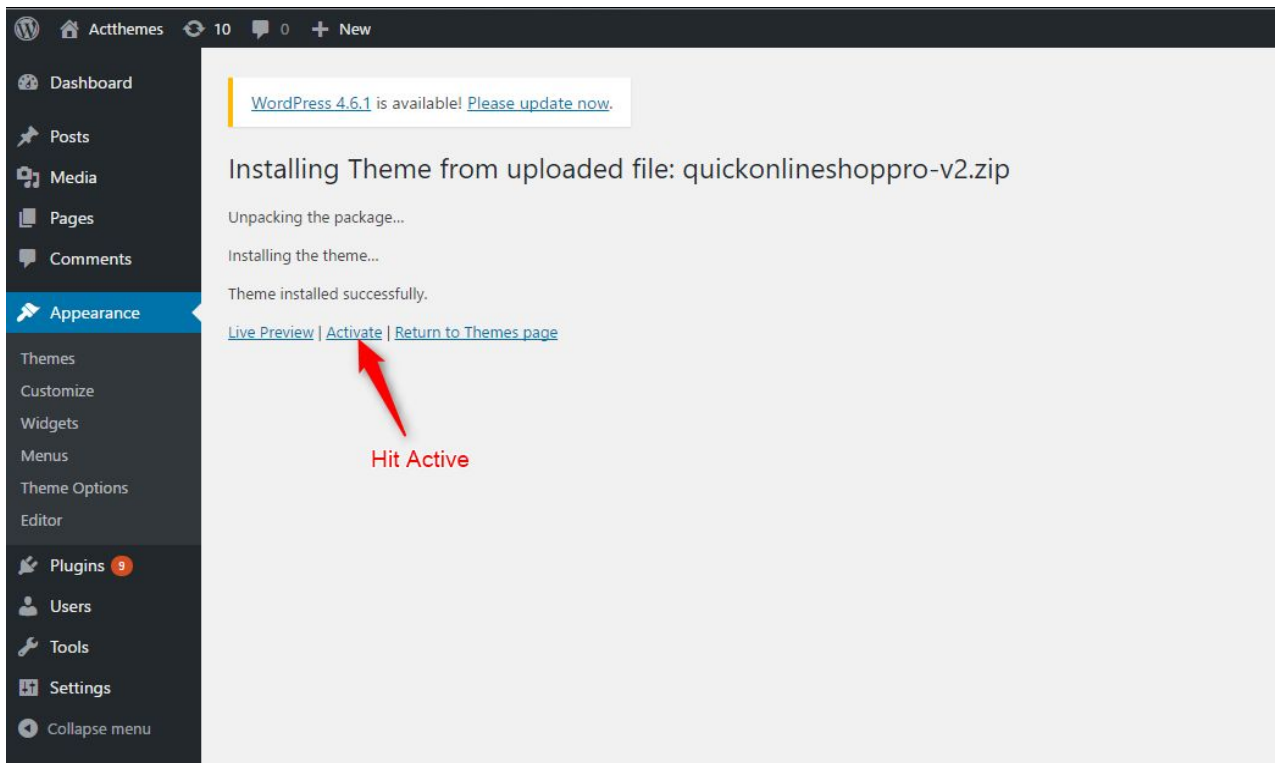 Actthemes 10 0 + New
Dashboard
Posts
Media
Pages
Comments
Appearance
Themes
Customize
Widgets
Menus
Theme Options
Editor
Plugins 9
Users
Tools
Settings
Collapse menu
WordPress 4.6.1 is available! Please update now.
Installing Theme from uploaded file: quickonlineshoppro-v2.zip
Unpacking the package...
Installing the theme...
Theme installed successfully.
Live Preview | Activate | Return to Themes page
Hit Active